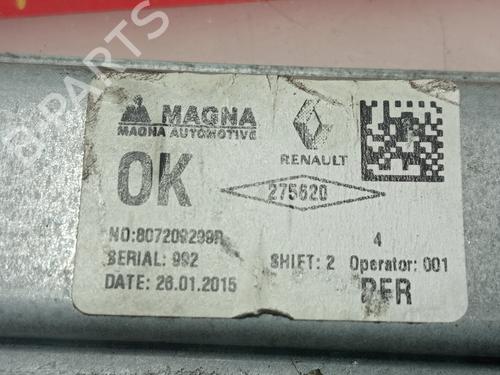 B-PARTS
MAGNA
MAGNA AUTOMOTIVE
RENAULT
OK
275620
NO:807209299R
4
SERIAL: 992
SHIFT: 2 Operator: 001
DATE: 26.01.2015
PFR